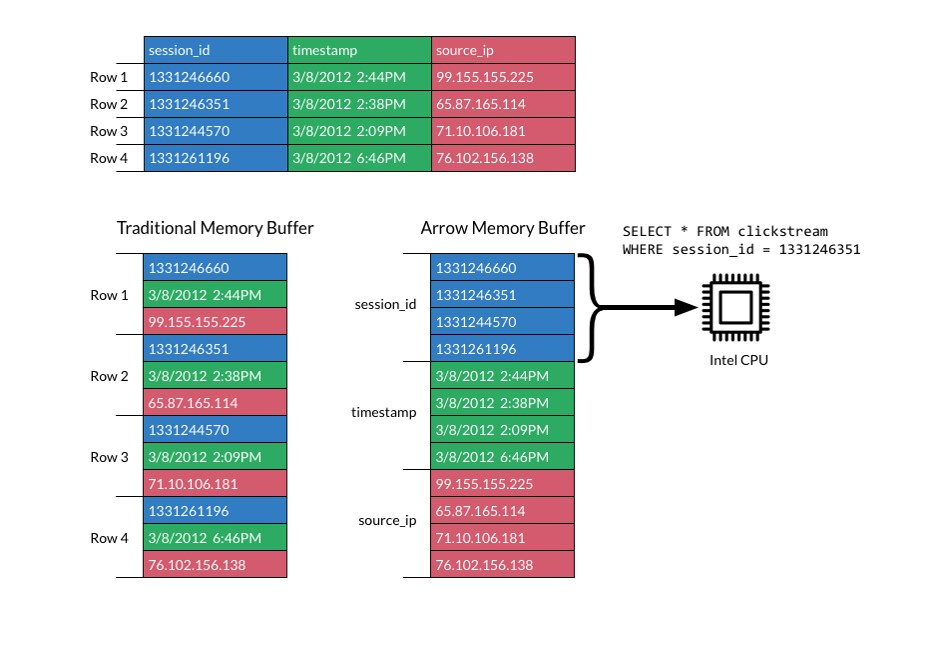 session_id timestamp source_ip
Row 1 1331246660 3/8/2012 2:44PM 99.155.155.225
Row 2 1331246351 3/8/2012 2:38PM 65.87.165.114
Row 3 1331244570 3/8/2012 2:09PM 71.10.106.181
Row 4 1331261196 3/8/2012 6:46PM 76.102.156.138
Traditional Memory Buffer
1331246660
Row 1 3/8/2012 2:44PM
99.155.155.225
1331246351
Row 2 3/8/2012 2:38PM
65.87.165.114
1331244570
Row 3 3/8/2012 2:09PM
71.10.106.181
1331261196
Row 4 3/8/2012 6:46PM
76.102.156.138
Arrow Memory Buffer
session_id
1331246660
1331246351
1331244570
1331261196
timestamp
3/8/2012 2:44PM
3/8/2012 2:38PM
3/8/2012 2:09PM
3/8/2012 6:46PM
source_ip
99.155.155.225
65.87.165.114
71.10.106.181
76.102.156.138
SELECT * FROM clickstream
WHERE session_id = 1331246351
Intel CPU